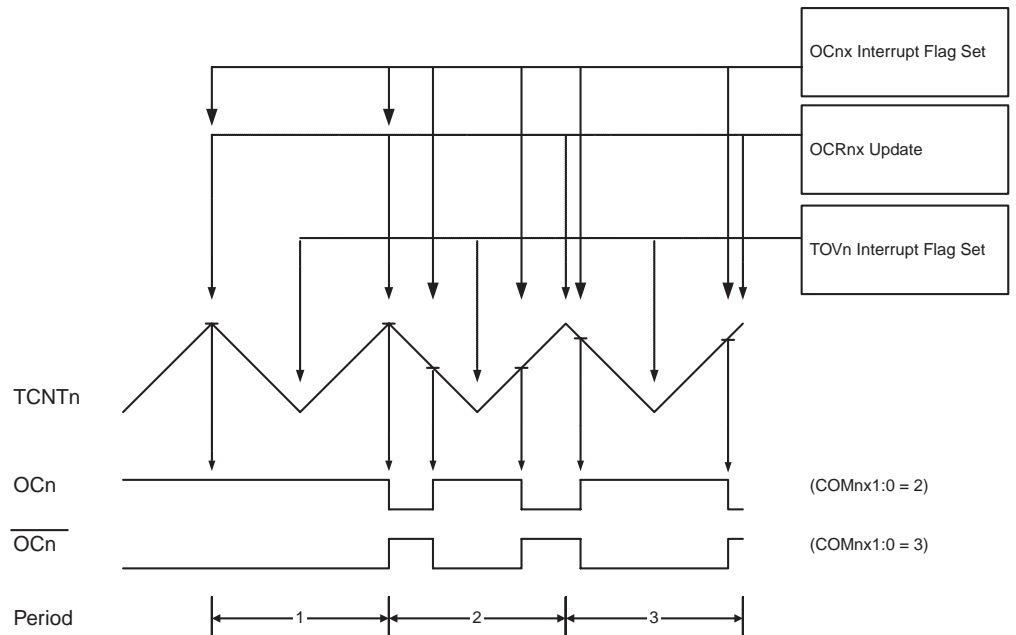 OCnx Interrupt Flag Set
OCRnx Update
TOVn Interrupt Flag Set
TCNTn
OCn
(COMnx1:0 = 2)
OCn
(COMnx1:0 = 3)
Period
1
2
3